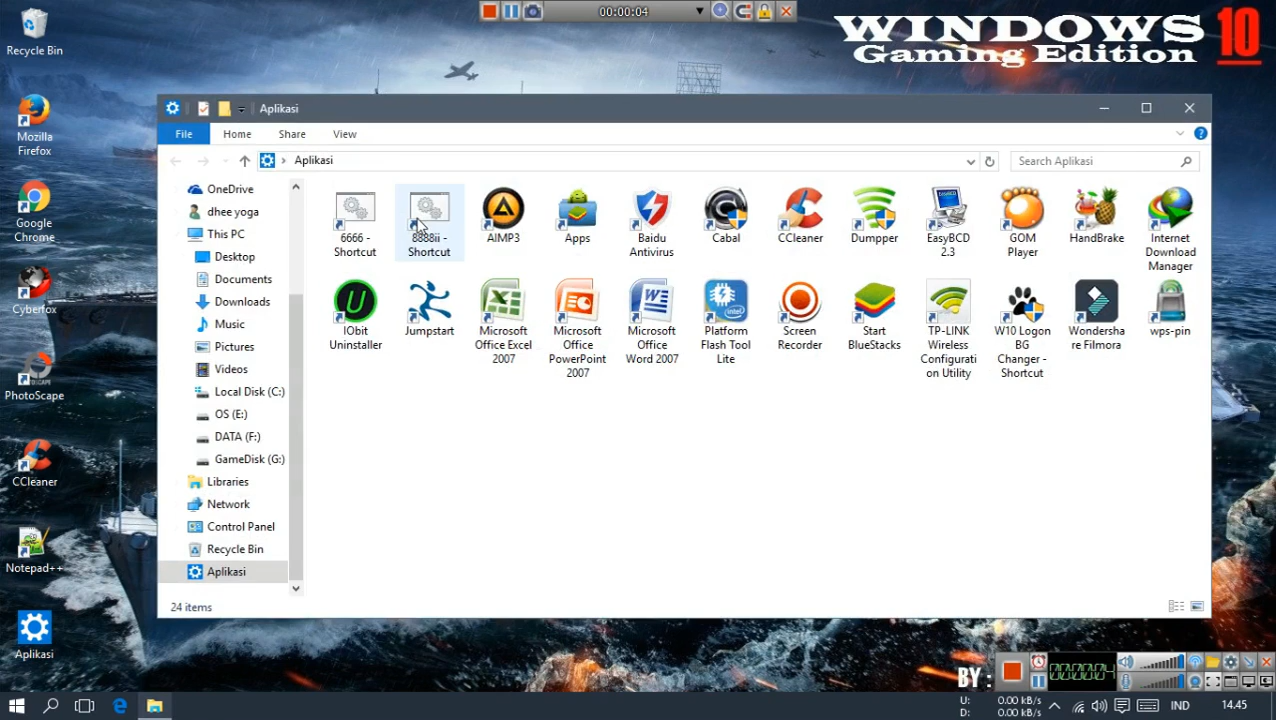 00:00:04
WINDOWS 10
Gaming Edition
Recycle Bin
Mozilla
Firefox
Google
Chrome
Cyberfox
PhotoScape
CCleaner
Notepad++
Aplikasi
Aplikasi
File
Home
Share
View
Aplikasi
Search Aplikasi
OneDrive
dhee yoga
This PC
Desktop
Documents
Downloads
Music
Pictures
Videos
Local Disk (C:)
OS (E:)
DATA (F:)
GameDisk (G:)
Libraries
Network
Control Panel
Recycle Bin
Aplikasi
6666 -
Shortcut
8888ii -
Shortcut
AIMP3
Apps
Baidu
Antivirus
Cabal
CCleaner
Dumpper
EasyBCD
2.3
GOM
Player
HandBrake
Internet
Download
Manager
IObit
Uninstaller
Jumpstart
Microsoft
Office Excel
2007
Microsoft
Office
PowerPoint
2007
Microsoft
Office
Word 2007
Platform
Flash Tool
Lite
Screen
Recorder
Start
BlueStacks
TP-LINK
Wireless
Configurati
on Utility
W10 Logon
BG
Changer -
Shortcut
Wondersha
re Filmora
wps-pin
24 items
BY :
00:00:04
U: 0.00 kB/s
D: 0.00 kB/s
IND
14.45